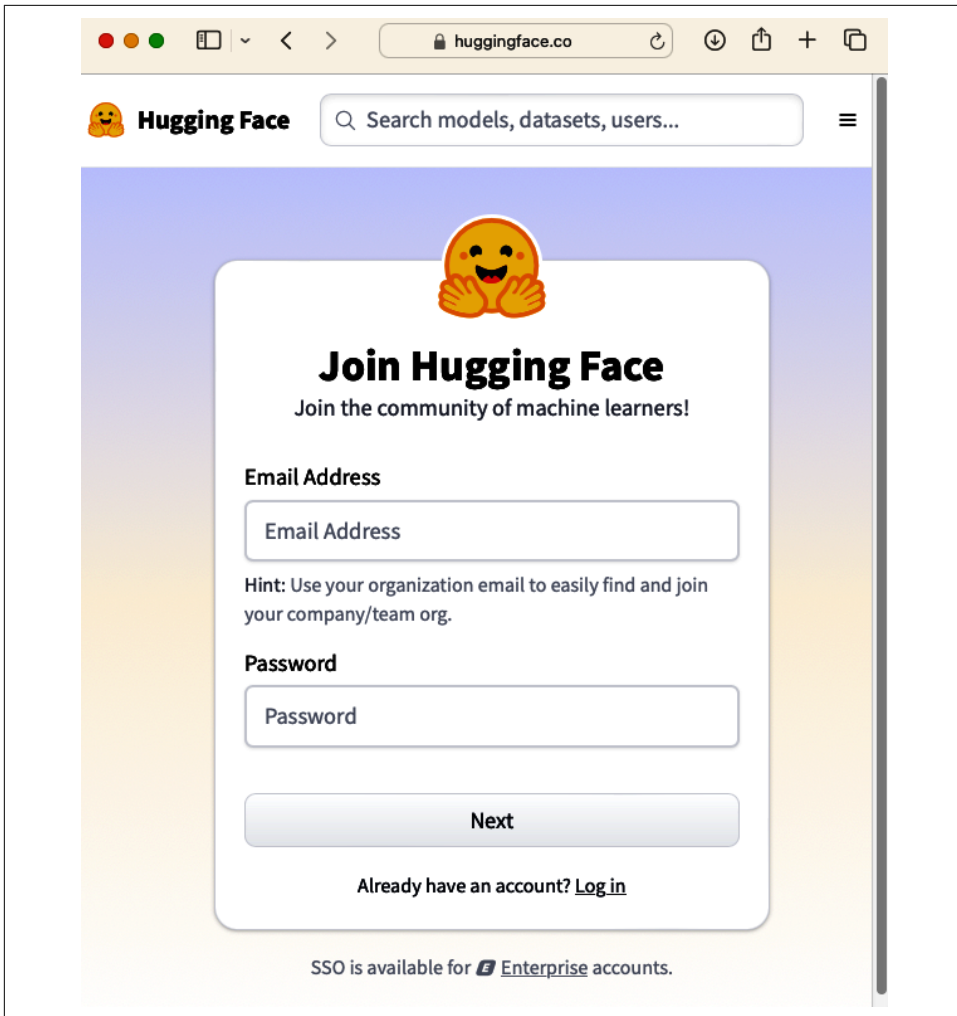 huggingface.co
Hugging Face
Search models, datasets, users...
Join Hugging Face
Join the community of machine learners!
Email Address
Email Address
Hint: Use your organization email to easily find and join
your company/team org.
Password
Password
Next
Already have an account? Log in
SSO is available for E Enterprise accounts.